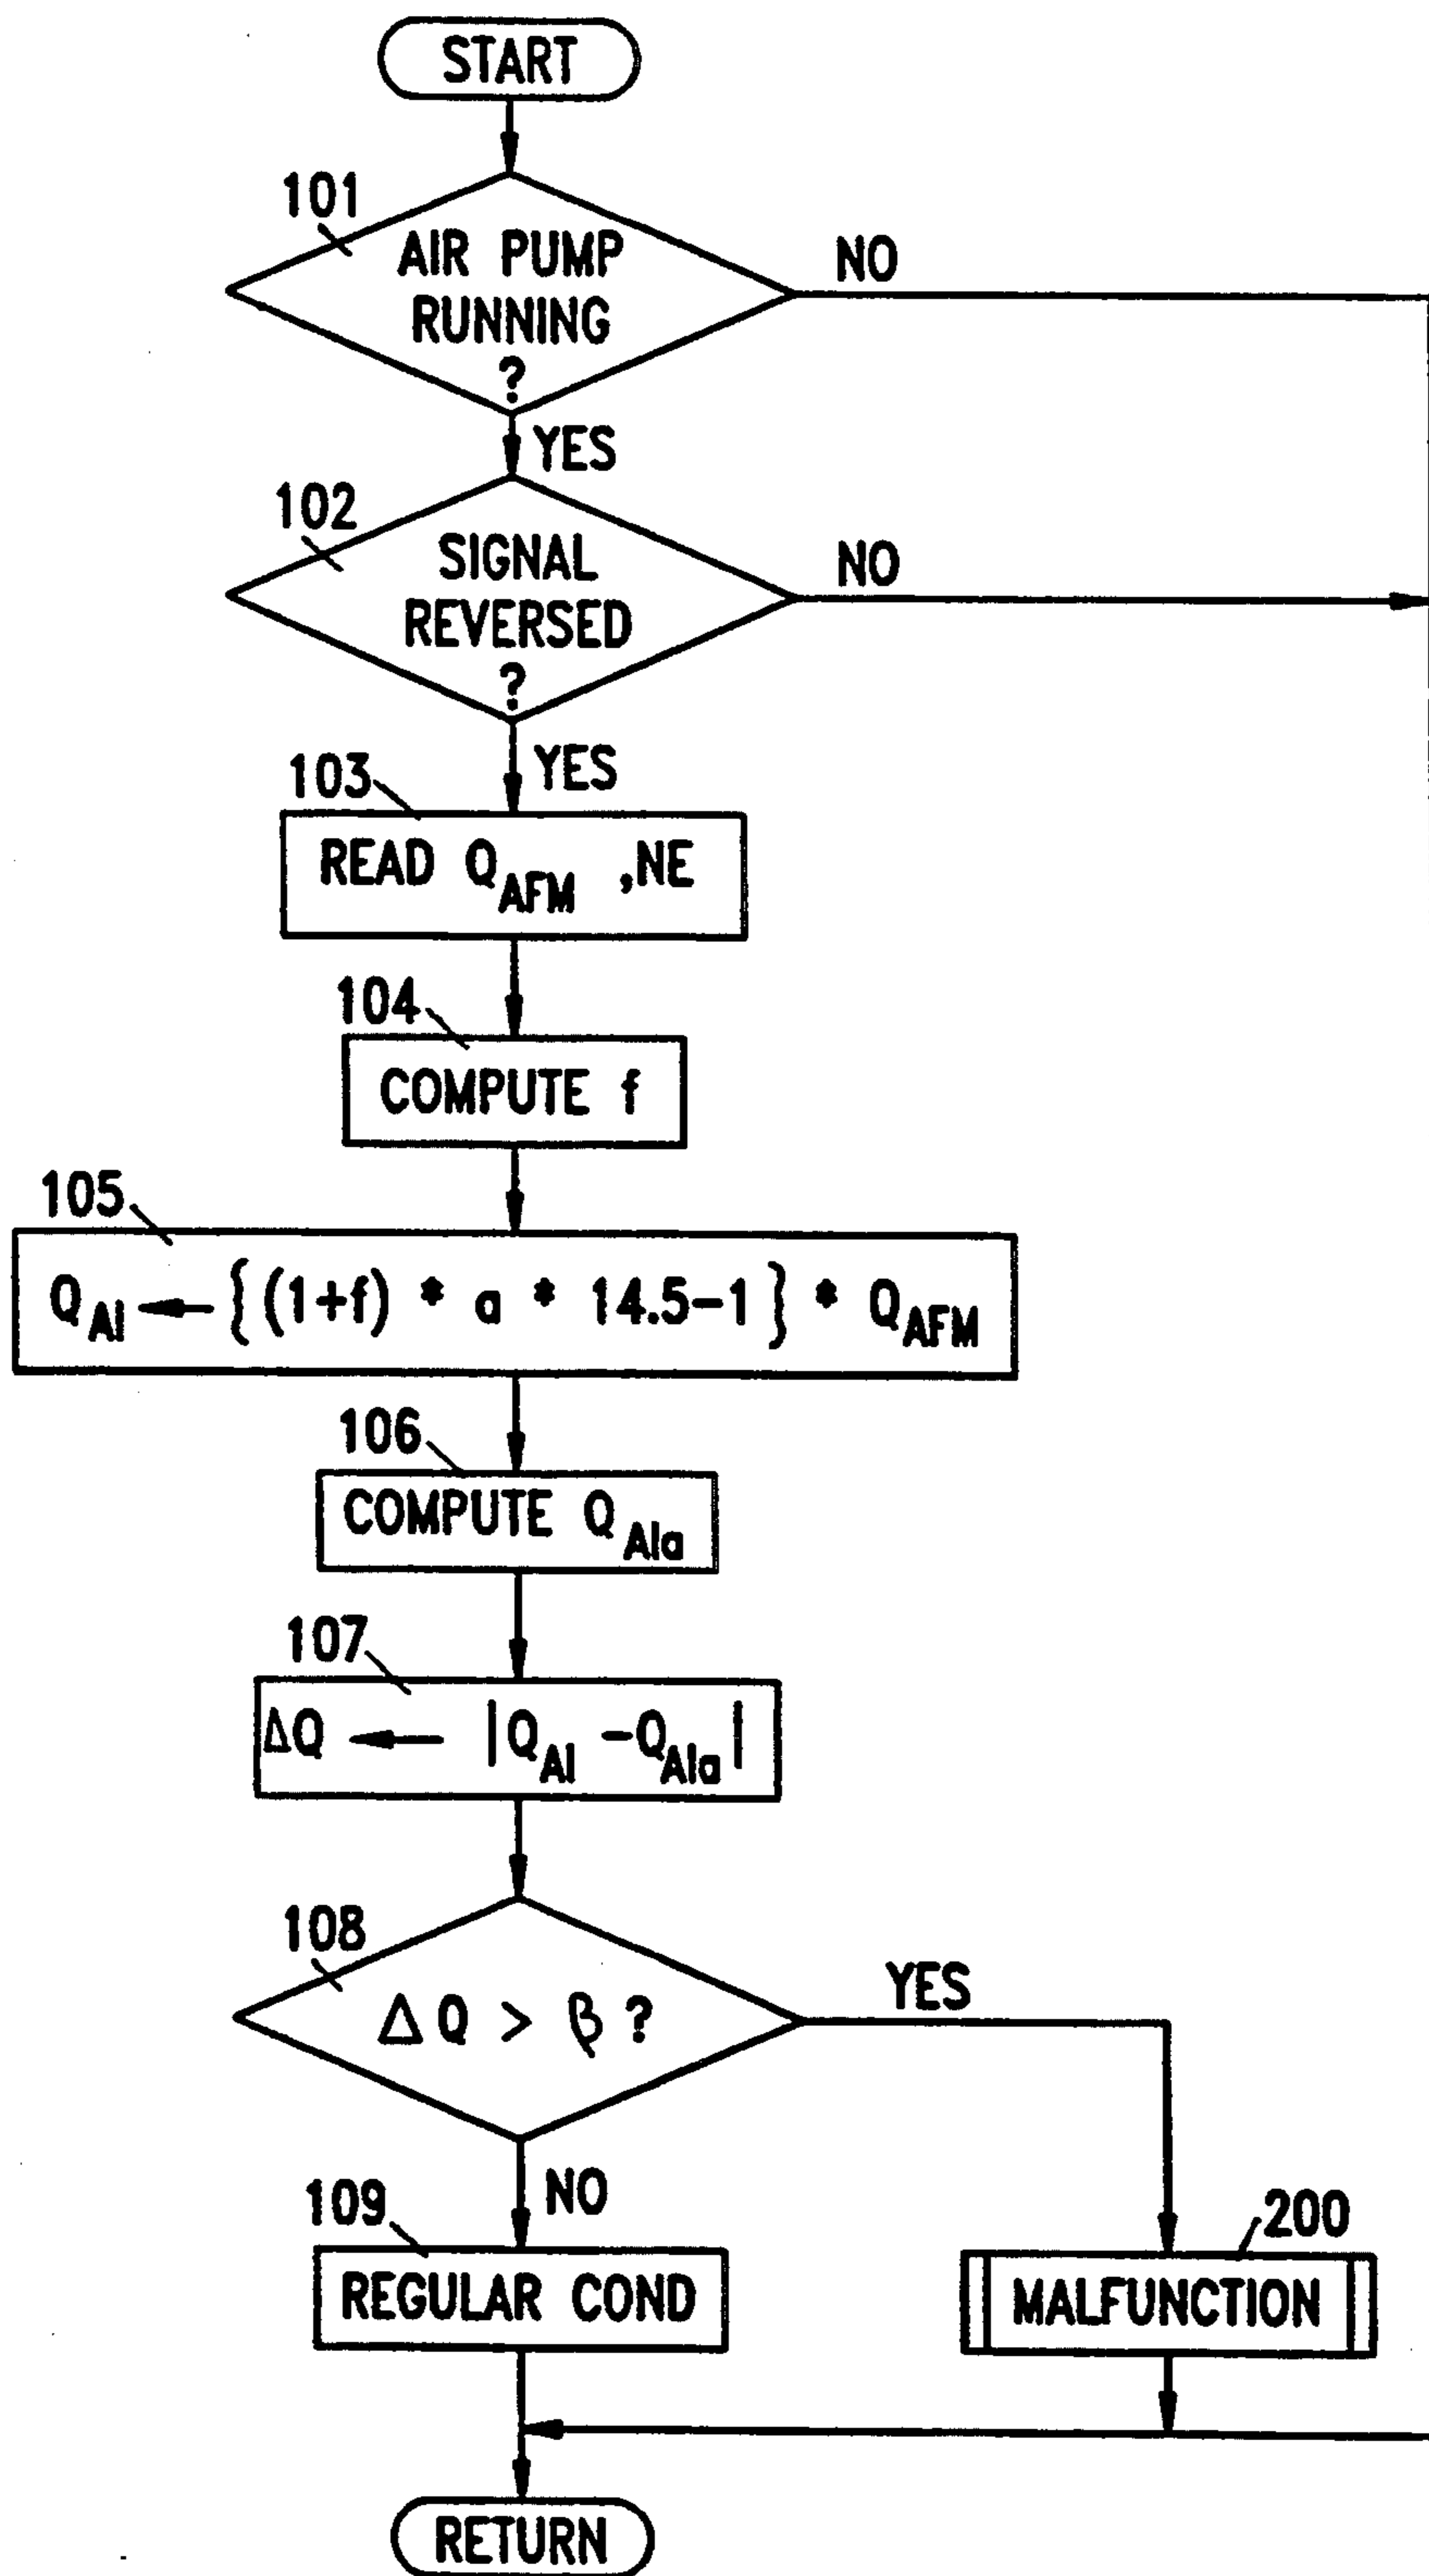 START
101
AIR PUMP
RUNNING
?
NO
YES
102
SIGNAL
REVERSED
?
NO
YES
103
READ Q_AFM ,NE
104
COMPUTE f
105
Q_AI ← {(1+f) * a * 14.5-1} * Q_AFM
106
COMPUTE Q_AIa
107
ΔQ ← |Q_AI -Q_AIa|
108
ΔQ > β ?
YES
NO
109
REGULAR COND
200
MALFUNCTION
RETURN